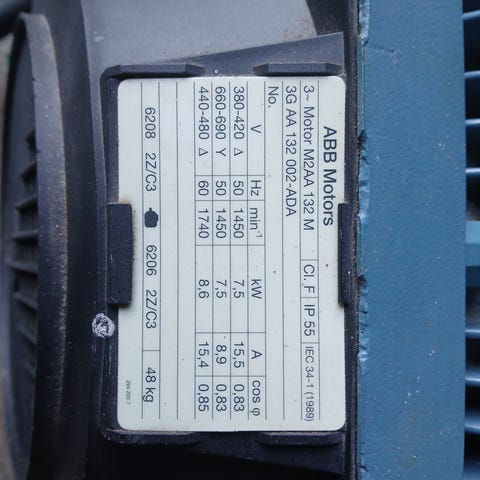 ABB Motors
3~ Motor M2AA 132 M Cl. F IP 55 IEC 34-1 (1989)
3G AA 132 002-ADA
No.
V Hz min⁻¹ kW A cos φ
380-420 Δ 50 1450 7,5 15,5 0,83
660-690 Y 50 1450 7,5 8,9 0,83
440-480 Δ 60 1740 8,6 15,4 0,85
6208 2Z/C3 6206 2Z/C3 48 kg